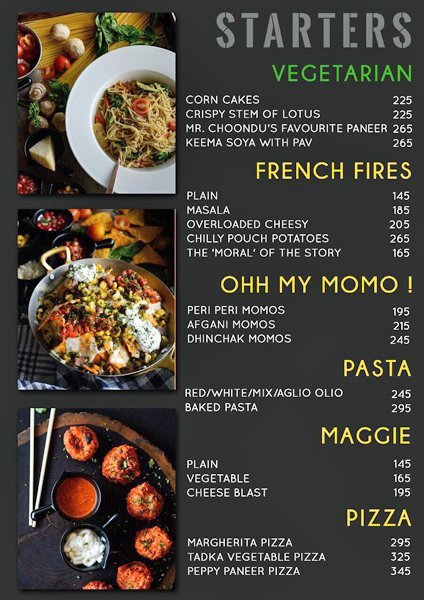 STARTERS
VEGETARIAN
CORN CAKES 225
CRISPY STEM OF LOTUS 225
MR. CHOONDU'S FAVOURITE PANEER 265
KEEMA SOYA WITH PAV 265
FRENCH FIRES
PLAIN 145
MASALA 185
OVERLOADED CHEESY 205
CHILLY POUCH POTATOES 265
THE 'MORAL' OF THE STORY 165
OHH MY MOMO !
PERI PERI MOMOS 195
AFGANI MOMOS 215
DHINCHAK MOMOS 245
PASTA
RED/WHITE/MIX/AGLIO OLIO 245
BAKED PASTA 295
MAGGIE
PLAIN 145
VEGETABLE 165
CHEESE BLAST 195
PIZZA
MARGHERITA PIZZA 295
TADKA VEGETABLE PIZZA 325
PEPPY PANEER PIZZA 345